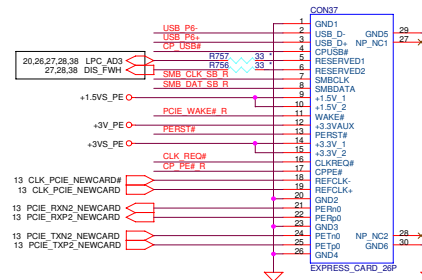 CON37
1 GND1
USB_P6- 2 USB_D- GND5 29
USB_P6+ 3 USB_D+ NP_NC1 27
CP_USB# 4 CPUSB#
20,26,27,28,38 LPC_AD3 R757 33 * 5 RESERVED1
27,28,38 DIS_FWH R756 33 * 6 RESERVED2
SMB_CLK_SB_R 7 SMBCLK
SMB_DAT_SB_R 8 SMBDATA
+1.5VS_PE 9 +1.5V_1
10 +1.5V_2
PCIE_WAKE#_R 11 WAKE#
+3V_PE 12 +3.3VAUX
PERST# 13 PERST#
+3VS_PE 14 +3.3V_1
15 +3.3V_2
CLK_REQ# 16 CLKREQ#
CP_PE#_R 17 CPPE#
13 CLK_PCIE_NEWCARD# 18 REFCLK-
13 CLK_PCIE_NEWCARD 19 REFCLK+
20 GND2
13 PCIE_RXN2_NEWCARD 21 PERn0
13 PCIE_RXP2_NEWCARD 22 PERp0
23 GND3
13 PCIE_TXN2_NEWCARD 24 PETn0 NP_NC2 28
13 PCIE_TXP2_NEWCARD 25 PETp0 GND6 30
26 GND4
EXPRESS_CARD_26P